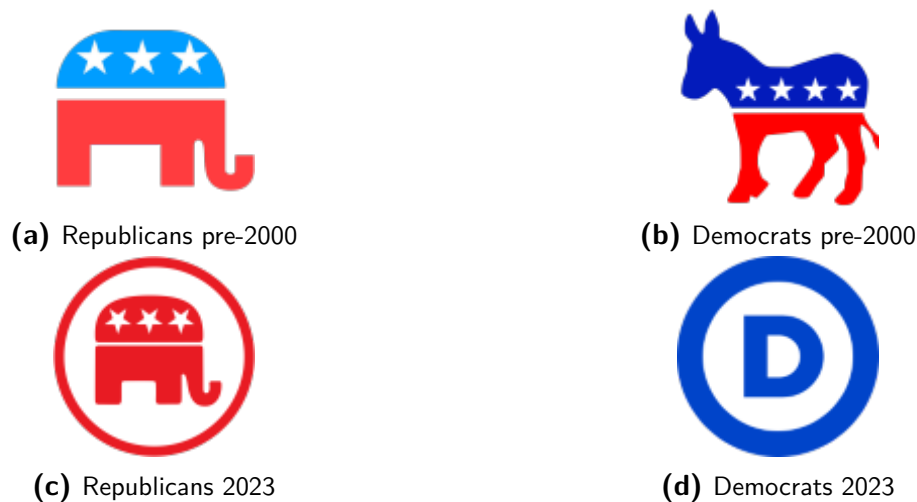 (a) Republicans pre-2000
(b) Democrats pre-2000
D
(c) Republicans 2023
(d) Democrats 2023